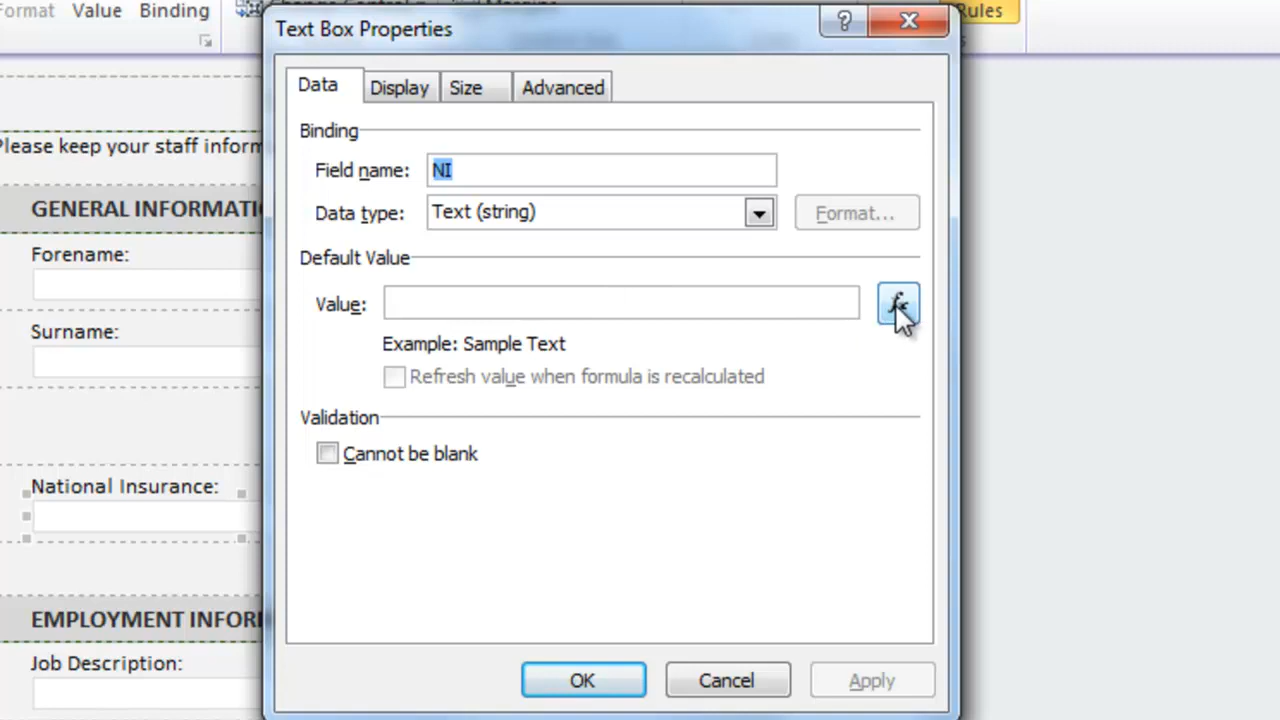 Format Value Binding
Rules
Text Box Properties
Data Display Size Advanced
Binding
Field name: NI
Data type: Text (string) Format...
Default Value
Value: fx
Example: Sample Text
Refresh value when formula is recalculated
Validation
Cannot be blank
OK Cancel Apply
Please keep your staff inform
GENERAL INFORMATI
Forename:
Surname:
National Insurance:
EMPLOYMENT INFOR
Job Description: